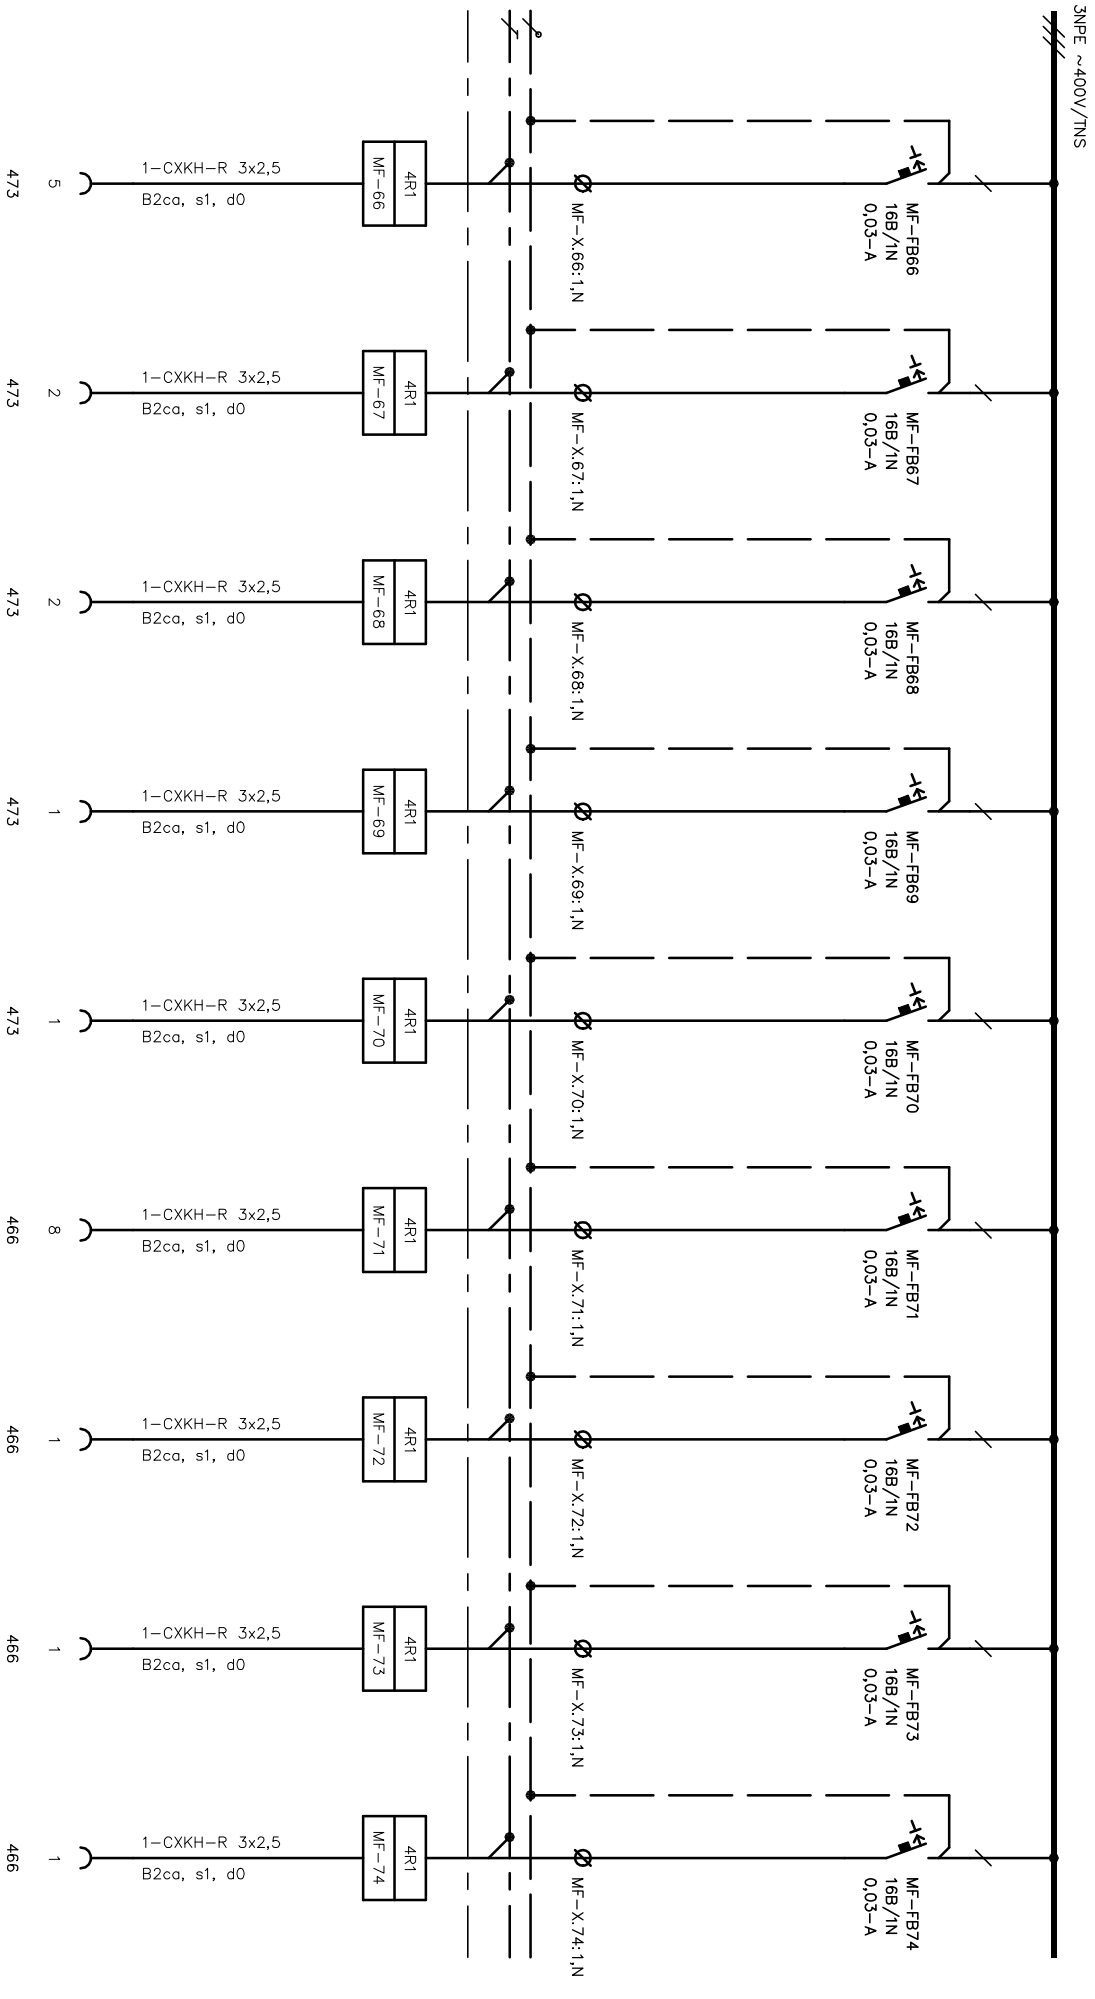 3NPE ~400V/TNS
MF-FB66
16B/1N
0,03-A
MF-X.66:1,N
4R1
MF-66
1-CXKH-R 3x2,5
B2ca, s1, d0
5
473
MF-FB67
16B/1N
0,03-A
MF-X.67:1,N
4R1
MF-67
1-CXKH-R 3x2,5
B2ca, s1, d0
2
473
MF-FB68
16B/1N
0,03-A
MF-X.68:1,N
4R1
MF-68
1-CXKH-R 3x2,5
B2ca, s1, d0
2
473
MF-FB69
16B/1N
0,03-A
MF-X.69:1,N
4R1
MF-69
1-CXKH-R 3x2,5
B2ca, s1, d0
1
473
MF-FB70
16B/1N
0,03-A
MF-X.70:1,N
4R1
MF-70
1-CXKH-R 3x2,5
B2ca, s1, d0
1
473
MF-FB71
16B/1N
0,03-A
MF-X.71:1,N
4R1
MF-71
1-CXKH-R 3x2,5
B2ca, s1, d0
8
466
MF-FB72
16B/1N
0,03-A
MF-X.72:1,N
4R1
MF-72
1-CXKH-R 3x2,5
B2ca, s1, d0
1
466
MF-FB73
16B/1N
0,03-A
MF-X.73:1,N
4R1
MF-73
1-CXKH-R 3x2,5
B2ca, s1, d0
1
466
MF-FB74
16B/1N
0,03-A
MF-X.74:1,N
4R1
MF-74
1-CXKH-R 3x2,5
B2ca, s1, d0
1
466